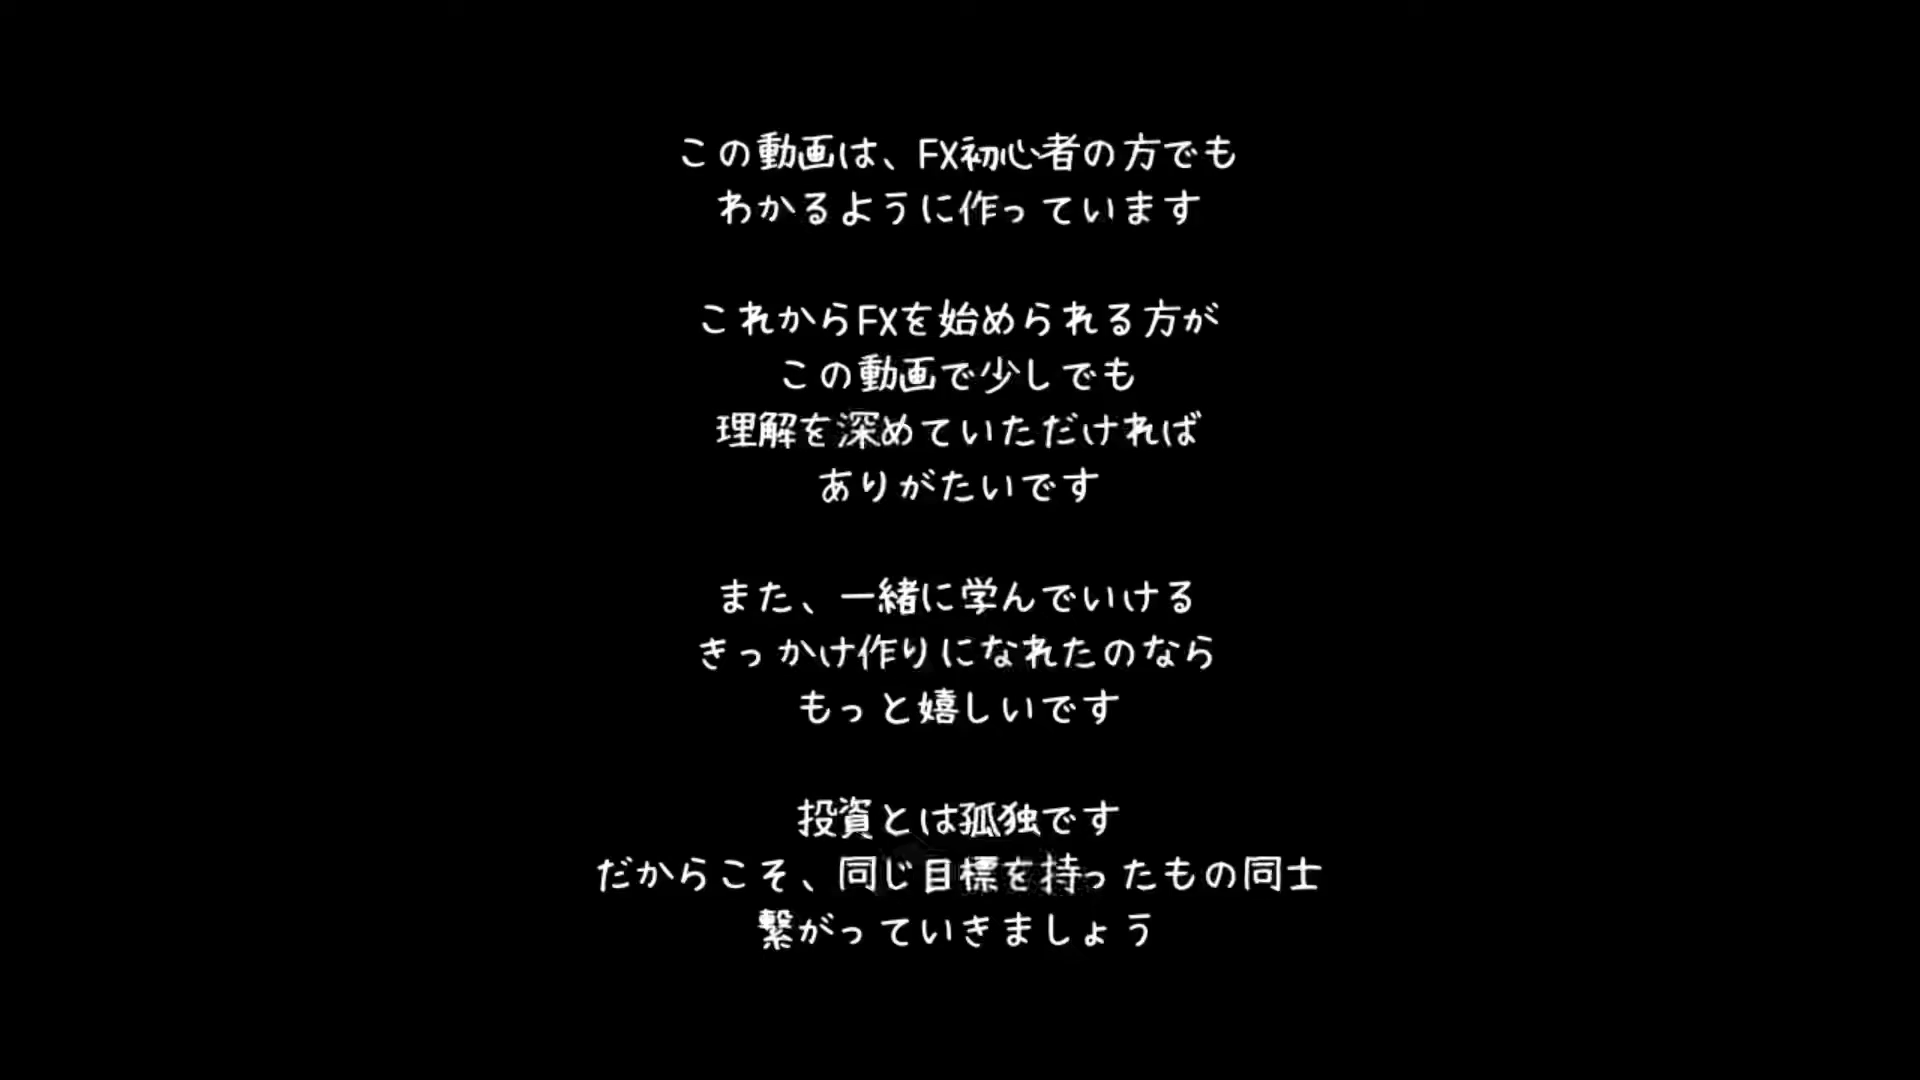 この動画は、FX初心者の方でも
わかるように作っています
これからFXを始められる方が
この動画で少しでも
理解を深めていただければ
ありがたいです
また、一緒に学んでいける
きっかけ作りになれたのなら
もっと嬉しいです
投資とは孤独です
だからこそ、同じ目標を持ったもの同士
繋がっていきましょう